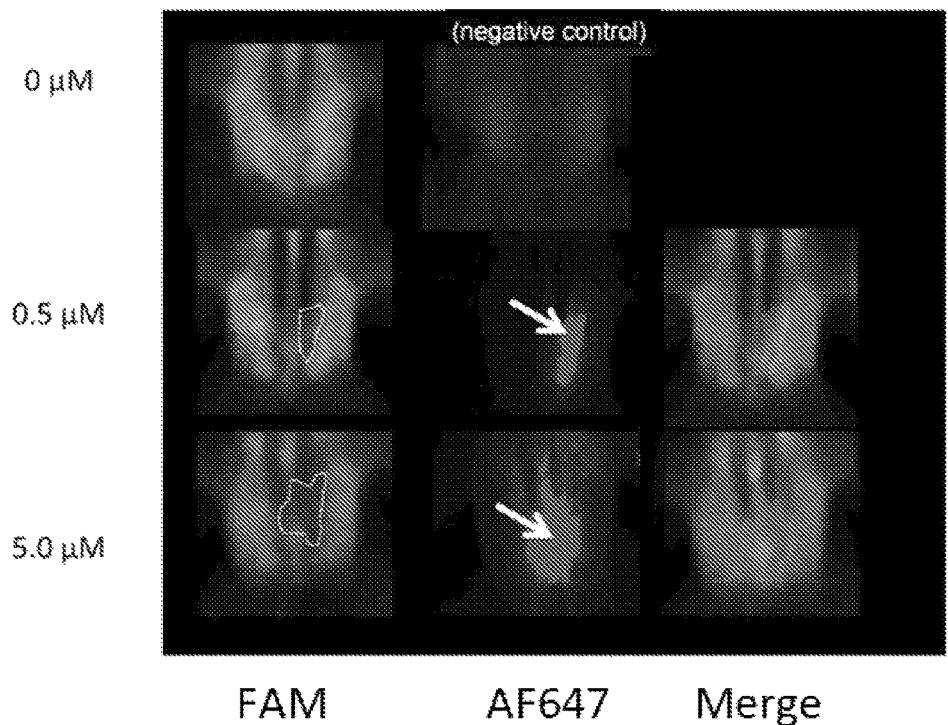 (negative control)
0 µM
0.5 µM
5.0 µM
FAM
AF647
Merge